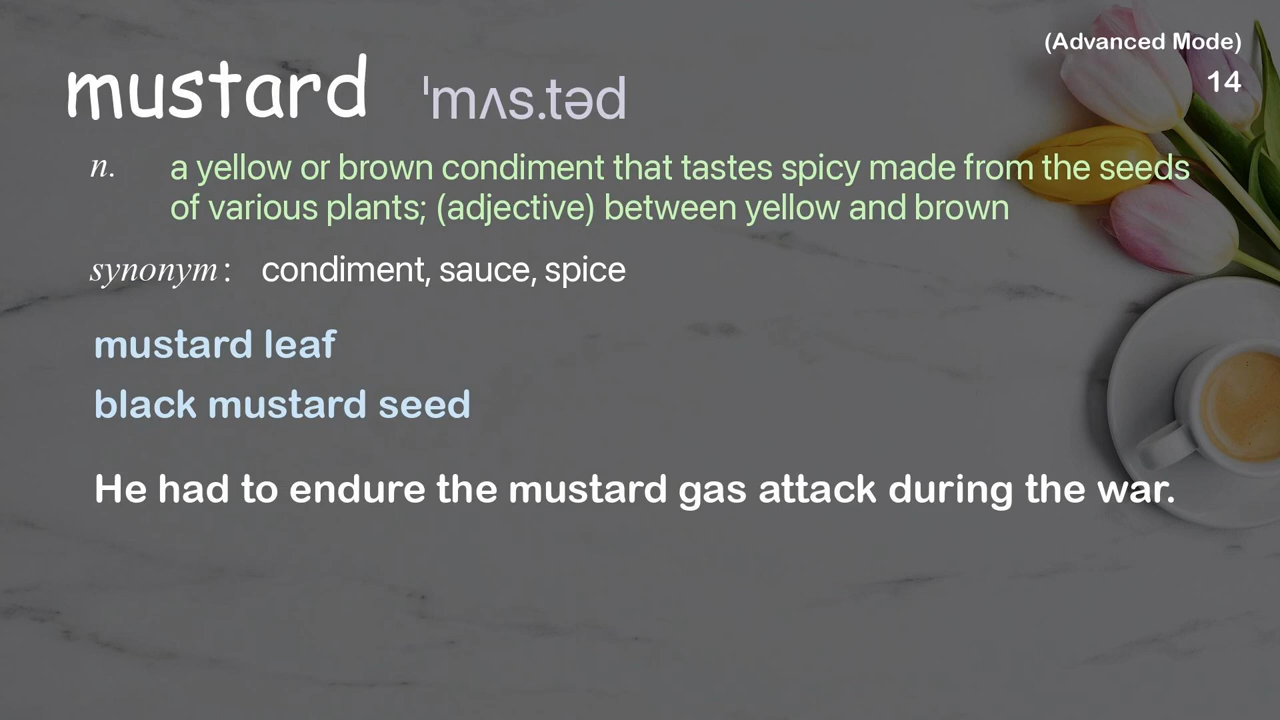 (Advanced Mode)
14
mustard ˈmʌs.təd
n. a yellow or brown condiment that tastes spicy made from the seeds
of various plants; (adjective) between yellow and brown
synonym: condiment, sauce, spice
mustard leaf
black mustard seed
He had to endure the mustard gas attack during the war.